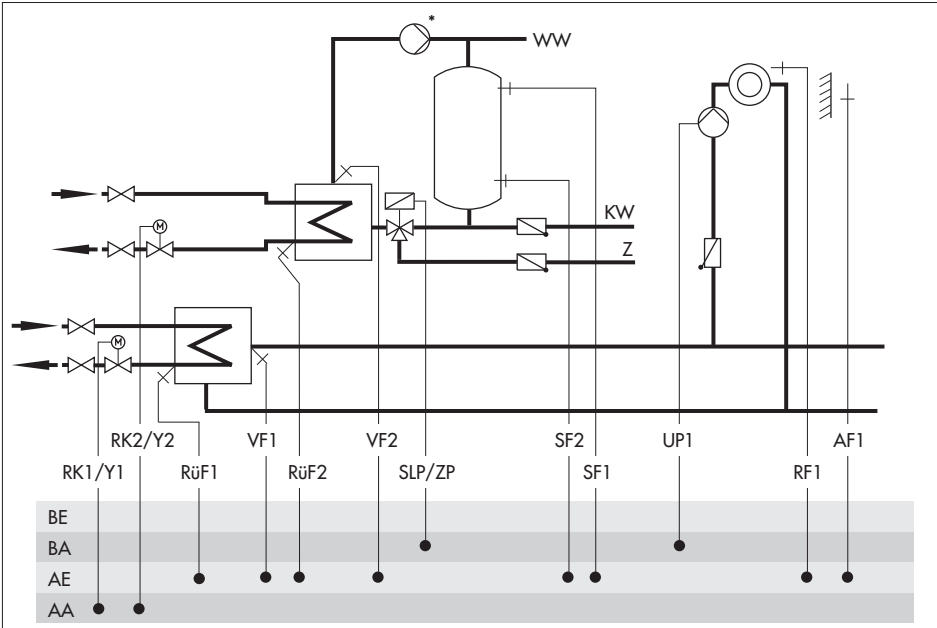 *
WW
KW
Z
M
M
RK2/Y2 VF1 VF2 SF2 UP1 AF1
RK1/Y1 RüF1 RüF2 SLP/ZP SF1 RF1
BE
BA
AE
AA